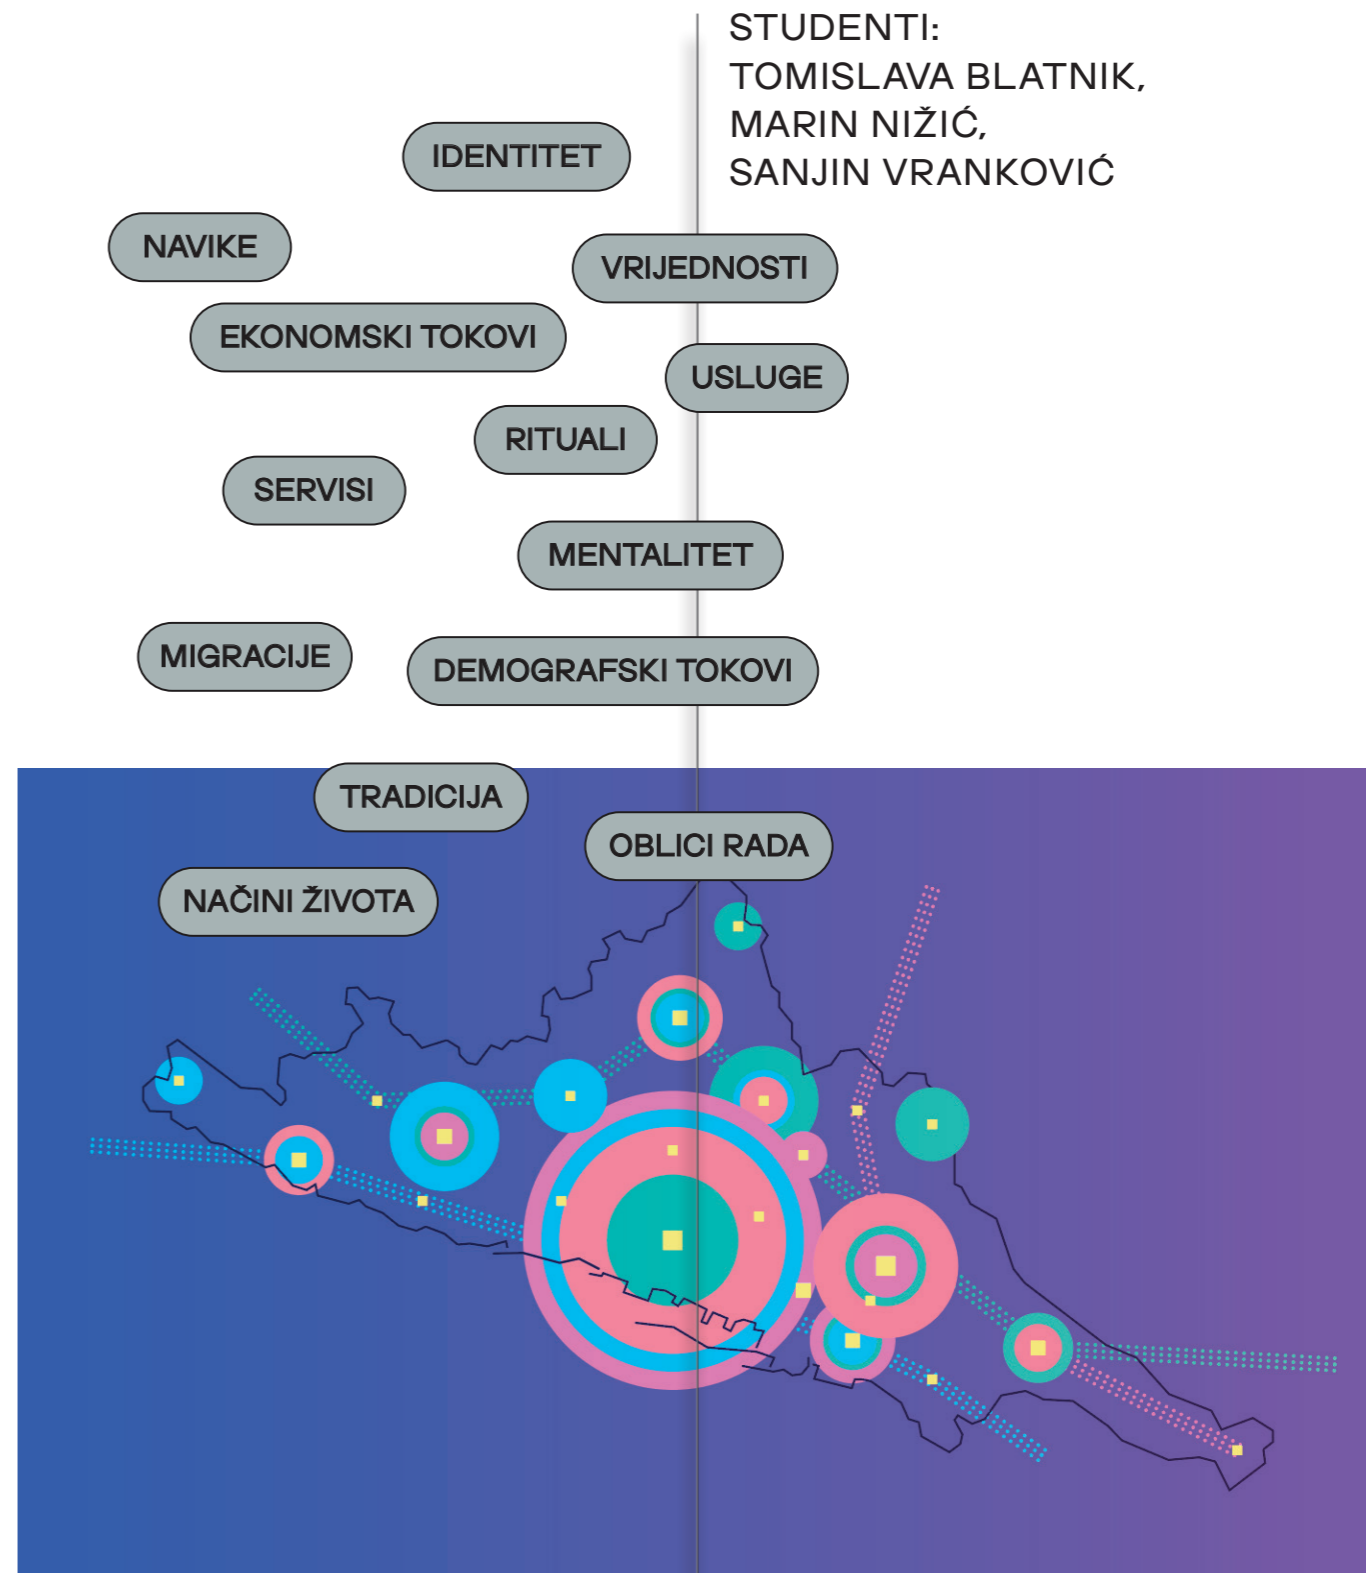 STUDENTI:
TOMISLAVA BLATNIK,
MARIN NIŽIĆ,
SANJIN VRANKOVIĆ
IDENTITET
NAVIKE
VRIJEDNOSTI
EKONOMSKI TOKOVI
USLUGE
RITUALI
SERVISI
MENTALITET
MIGRACIJE
DEMOGRAFSKI TOKOVI
TRADICIJA
OBLICI RADA
NAČINI ŽIVOTA